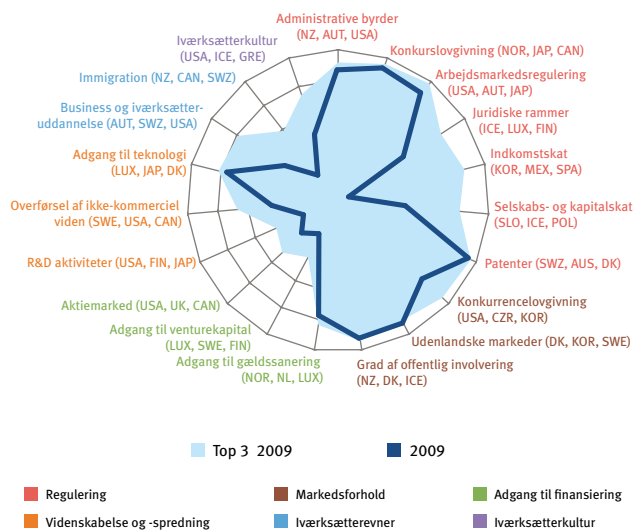 Administrative byrder
(NZ, AUT, USA)
Konkurslovgivning (NOR, JAP, CAN)
Arbejdsmarkedsregulering
(USA, AUT, JAP)
Juridiske rammer
(ICE, LUX, FIN)
Indkomstskat
(KOR, MEX, SPA)
Selskabs- og kapitalskat
(SLO, ICE, POL)
Patenter (SWZ, AUS, DK)
Konkurrencelovgivning
(USA, CZR, KOR)
Udenlandske markeder (DK, KOR, SWE)
Grad af offentlig involvering
(NZ, DK, ICE)
Adgang til gældssanering
(NOR, NL, LUX)
Adgang til venturekapital
(LUX, SWE, FIN)
Aktiemarked (USA, UK, CAN)
R&D aktiviteter (USA, FIN, JAP)
Overførsel af ikke-kommerciel
viden (SWE, USA, CAN)
Adgang til teknologi
(LUX, JAP, DK)
Business og iværksætter-
uddannelse (AUT, SWZ, USA)
Immigration (NZ, CAN, SWZ)
Iværksætterkultur
(USA, ICE, GRE)
Top 3 2009
2009
Regulering
Markedsforhold
Adgang til finansiering
Videnskabelse og -spredning
Iværksætterevner
Iværksætterkultur